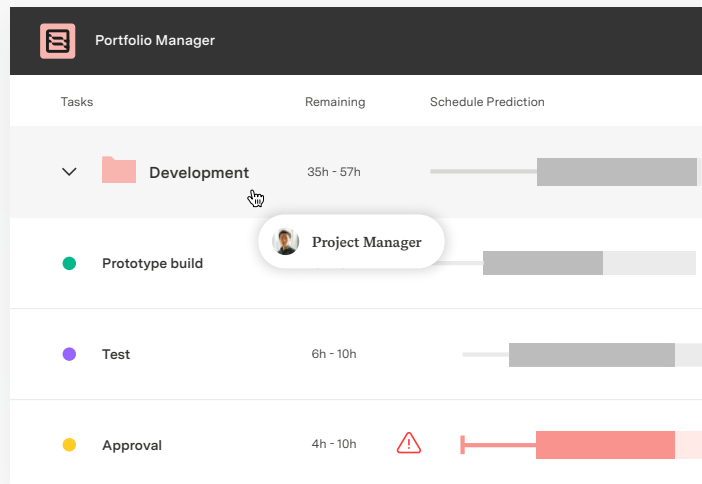 Portfolio Manager
Tasks Remaining Schedule Prediction
Development 35h - 57h
Project Manager
Prototype build
Test 6h - 10h
Approval 4h - 10h